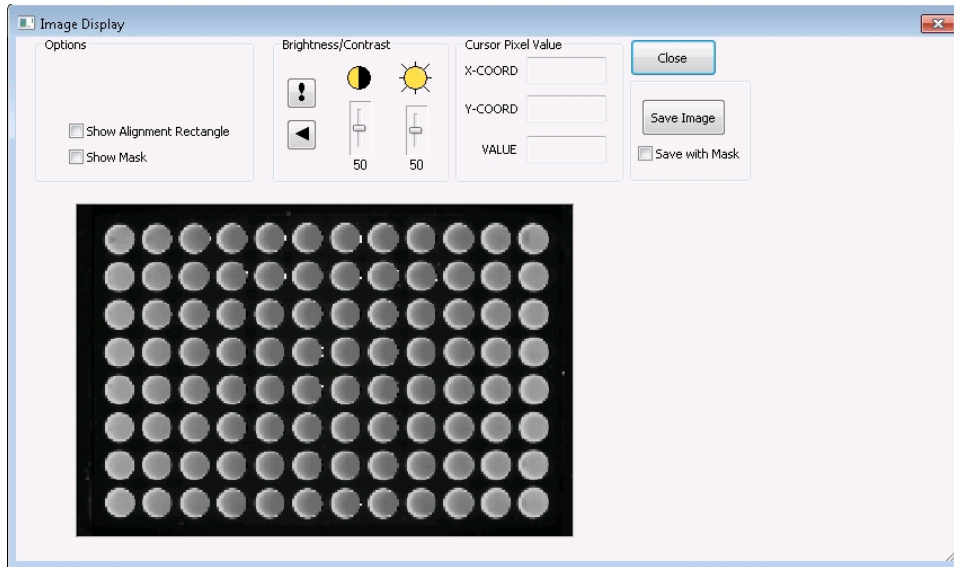 Image Display
Options
Show Alignment Rectangle
Show Mask
Brightness/Contrast
50
50
Cursor Pixel Value
X-COORD
Y-COORD
VALUE
Close
Save Image
Save with Mask